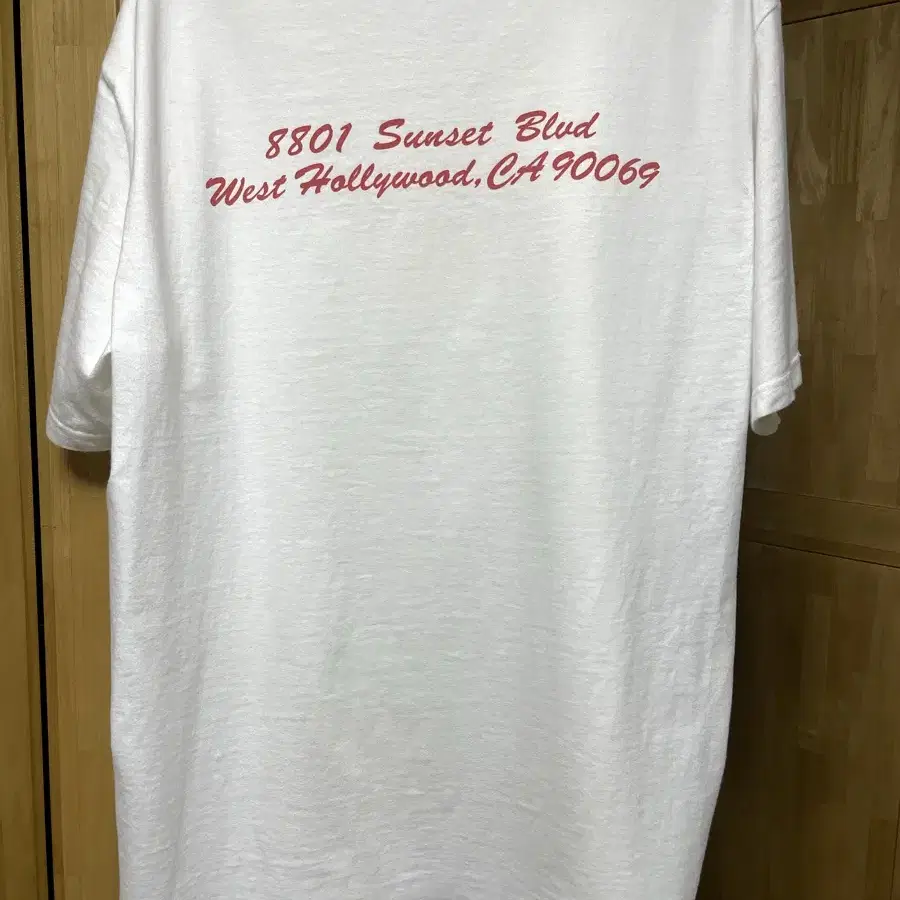 8801 Sunset Blvd
West Hollywood, CA 90069